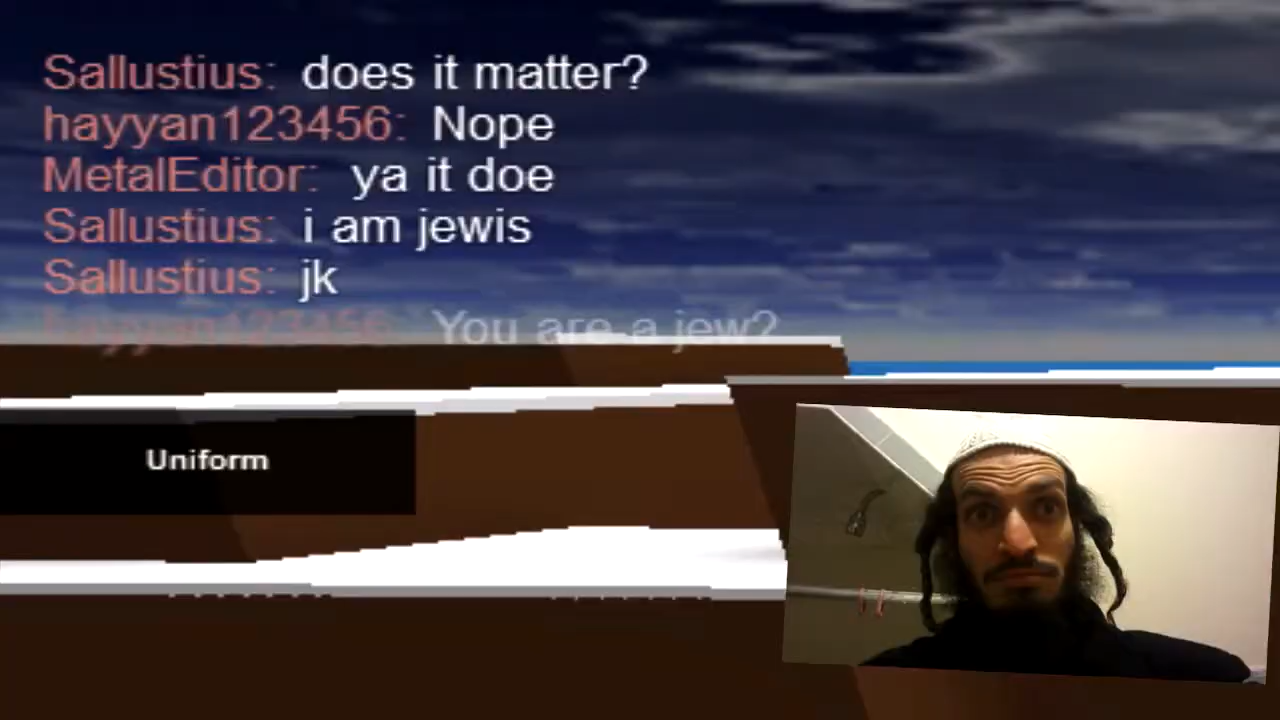 Sallustius: does it matter?
hayyan123456: Nope
MetalEditor: ya it doe
Sallustius: i am jewis
Sallustius: jk
hayyan123456: You are a jew?
Uniform